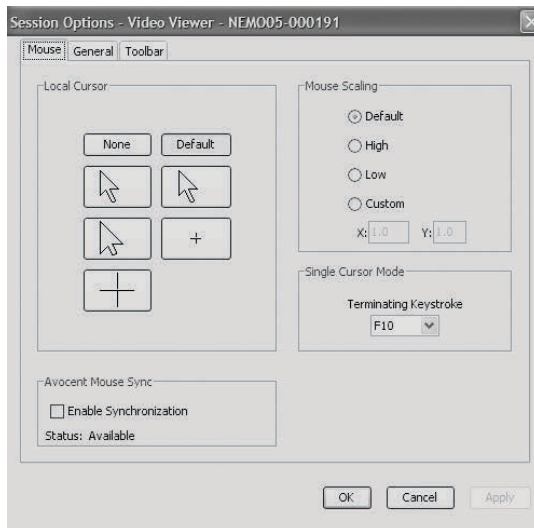 Session Options - Video Viewer - NEMO05-000191
Mouse General Toolbar
Local Cursor
None Default
Mouse Scaling
Default
High
Low
Custom
X: 1.0 Y: 1.0
Single Cursor Mode
Terminating Keystroke
F10
Avocent Mouse Sync
Enable Synchronization
Status: Available
OK Cancel Apply